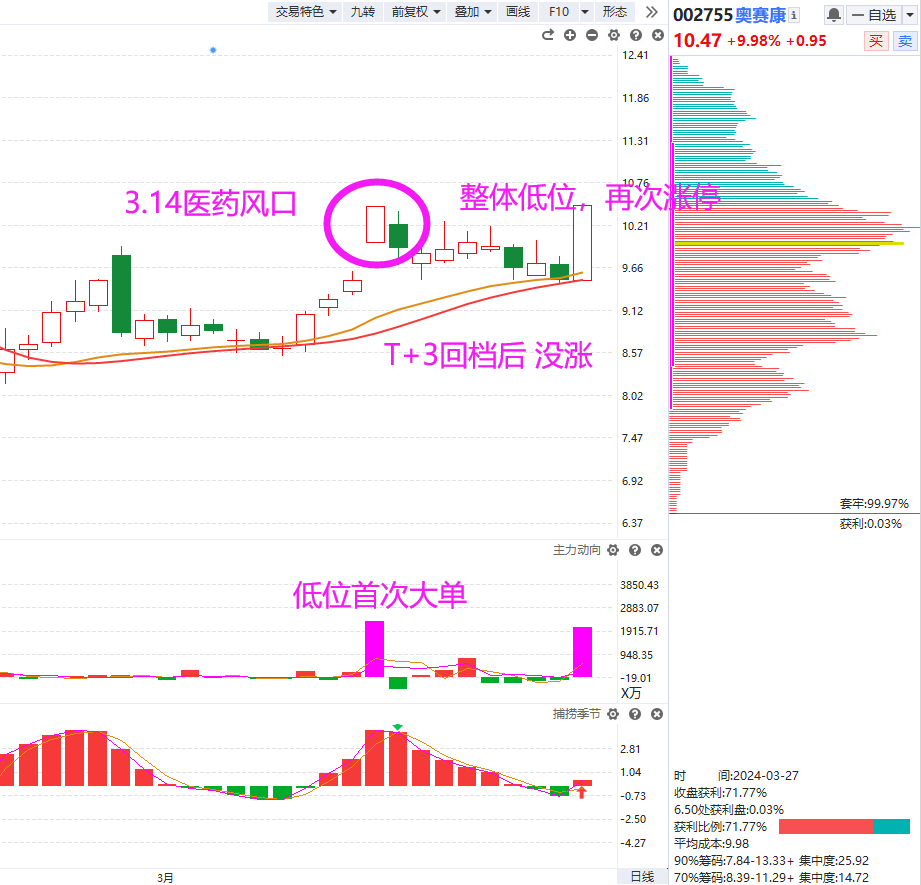 交易特色 九转 前复权 叠加 画线 F10 形态
002755奥赛康 自选
10.47 +9.98% +0.95 买 卖
12.41
11.86
11.31
10.76
3.14医药风口
整体低位，再次涨停
10.21
9.66
9.12
8.57
T+3回档后 没涨
8.02
7.47
6.92
6.37
套牢:99.97%
获利:0.03%
主力动向
低位首次大单
3850.43
2883.07
1915.71
948.35
-19.01
X万
捕捞季节
2.81
1.04
-0.73
-2.50
-4.27
时 间:2024-03-27
收盘获利:71.77%
6.50处获利盘:0.03%
获利比例:71.77%
平均成本:9.98
90%筹码:7.84-13.33+ 集中度:25.92
70%筹码:8.39-11.29+ 集中度:14.72
3月
日线